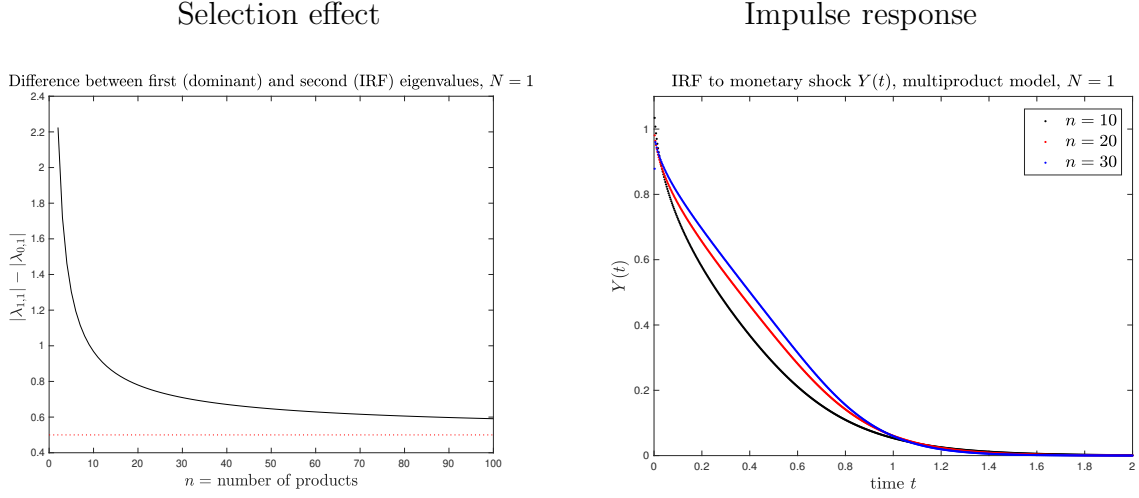 Selection effect
Difference between first (dominant) and second (IRF) eigenvalues, N = 1
2.4
2.2
2
1.8
1.6
1.4
1.2
1
0.8
0.6
0.4
|λ1,1| − |λ0,1|
0 10 20 30 40 50 60 70 80 90 100
n = number of products
Impulse response
IRF to monetary shock Y(t), multiproduct model, N = 1
n = 10
n = 20
n = 30
1
0.8
0.6
0.4
0.2
0
Y(t)
0 0.2 0.4 0.6 0.8 1 1.2 1.4 1.6 1.8 2
time t